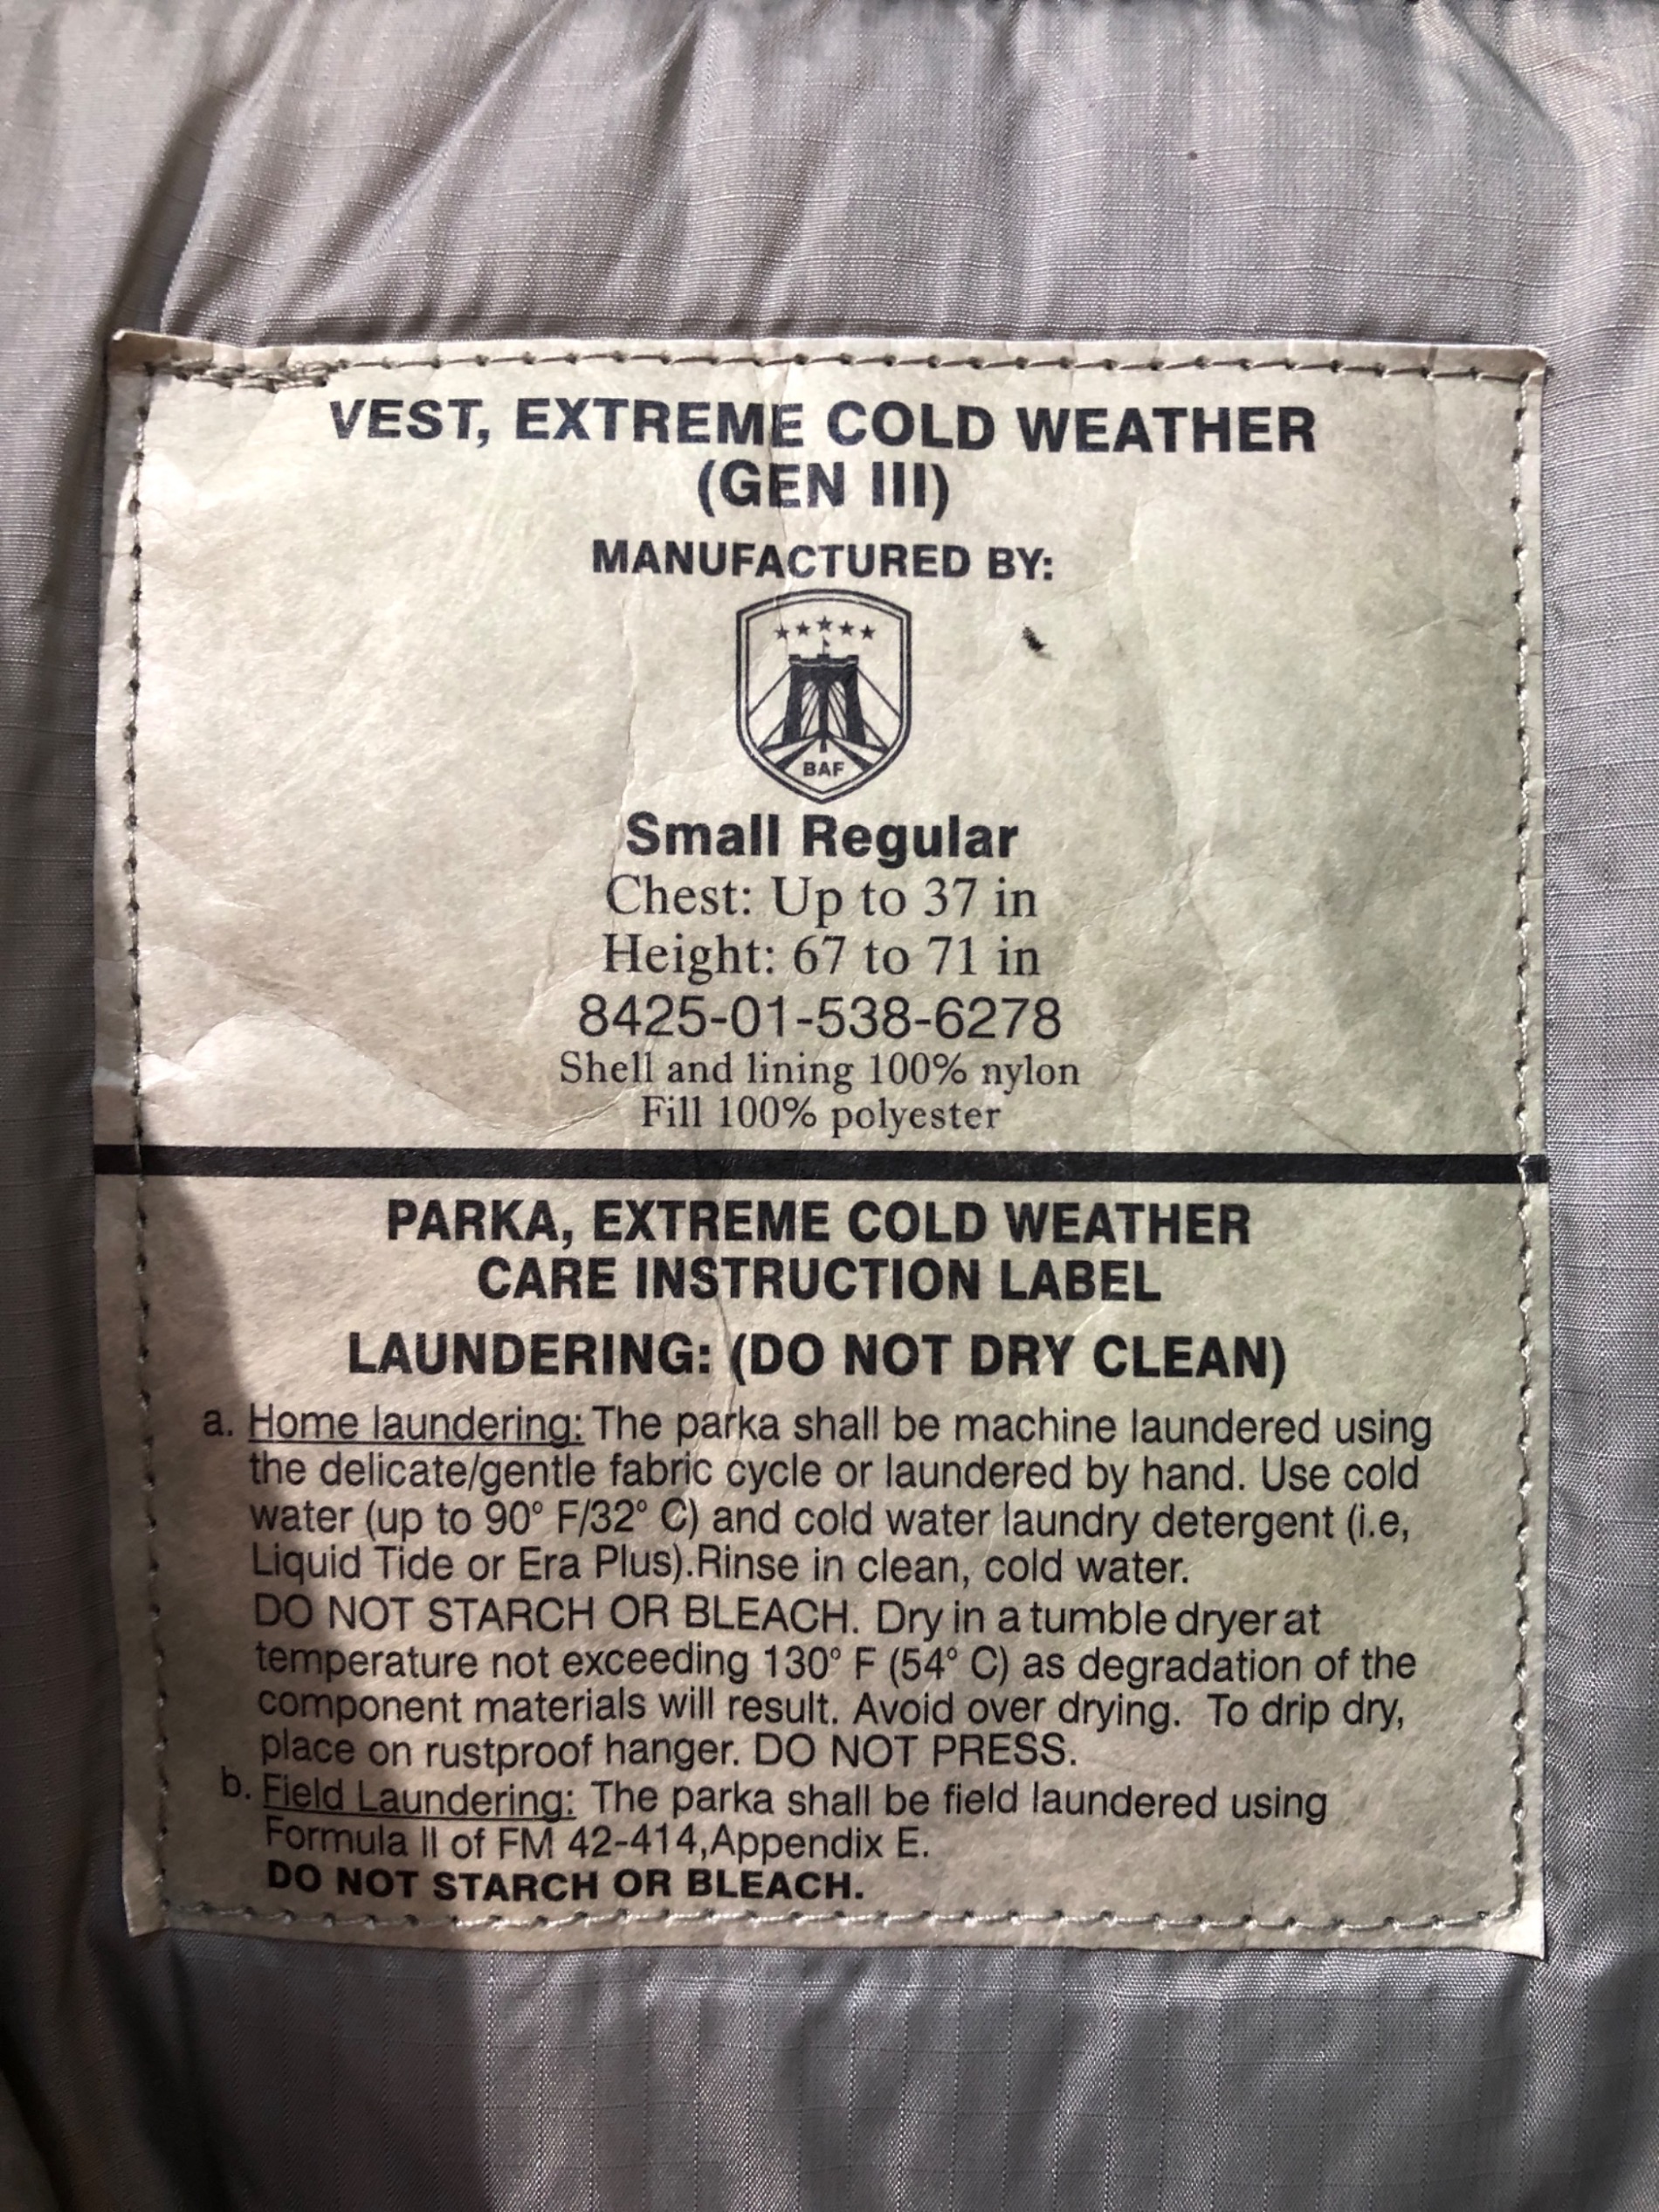 VEST, EXTREME COLD WEATHER
(GEN III)
MANUFACTURED BY:
BAF
Small Regular
Chest: Up to 37 in
Height: 67 to 71 in
8425-01-538-6278
Shell and lining 100% nylon
Fill 100% polyester
PARKA, EXTREME COLD WEATHER
CARE INSTRUCTION LABEL
LAUNDERING: (DO NOT DRY CLEAN)
a. Home laundering: The parka shall be machine laundered using
the delicate/gentle fabric cycle or laundered by hand. Use cold
water (up to 90° F/32° C) and cold water laundry detergent (i.e,
Liquid Tide or Era Plus).Rinse in clean, cold water.
DO NOT STARCH OR BLEACH. Dry in a tumble dryer at
temperature not exceeding 130° F (54° C) as degradation of the
component materials will result. Avoid over drying. To drip dry,
place on rustproof hanger. DO NOT PRESS.
b. Field Laundering: The parka shall be field laundered using
Formula II of FM 42-414,Appendix E.
DO NOT STARCH OR BLEACH.